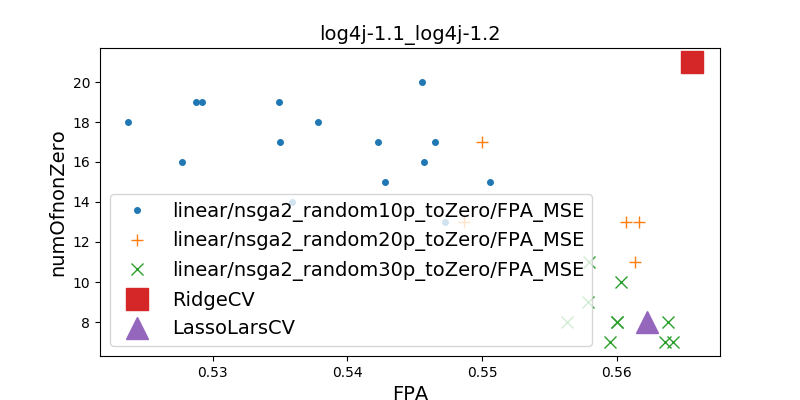 log4j-1.1_log4j-1.2
numOfnonZero
20
18
16
14
12
10
8
linear/nsga2_random10p_toZero/FPA_MSE
linear/nsga2_random20p_toZero/FPA_MSE
linear/nsga2_random30p_toZero/FPA_MSE
RidgeCV
LassoLarsCV
0.53 0.54 0.55 0.56
FPA